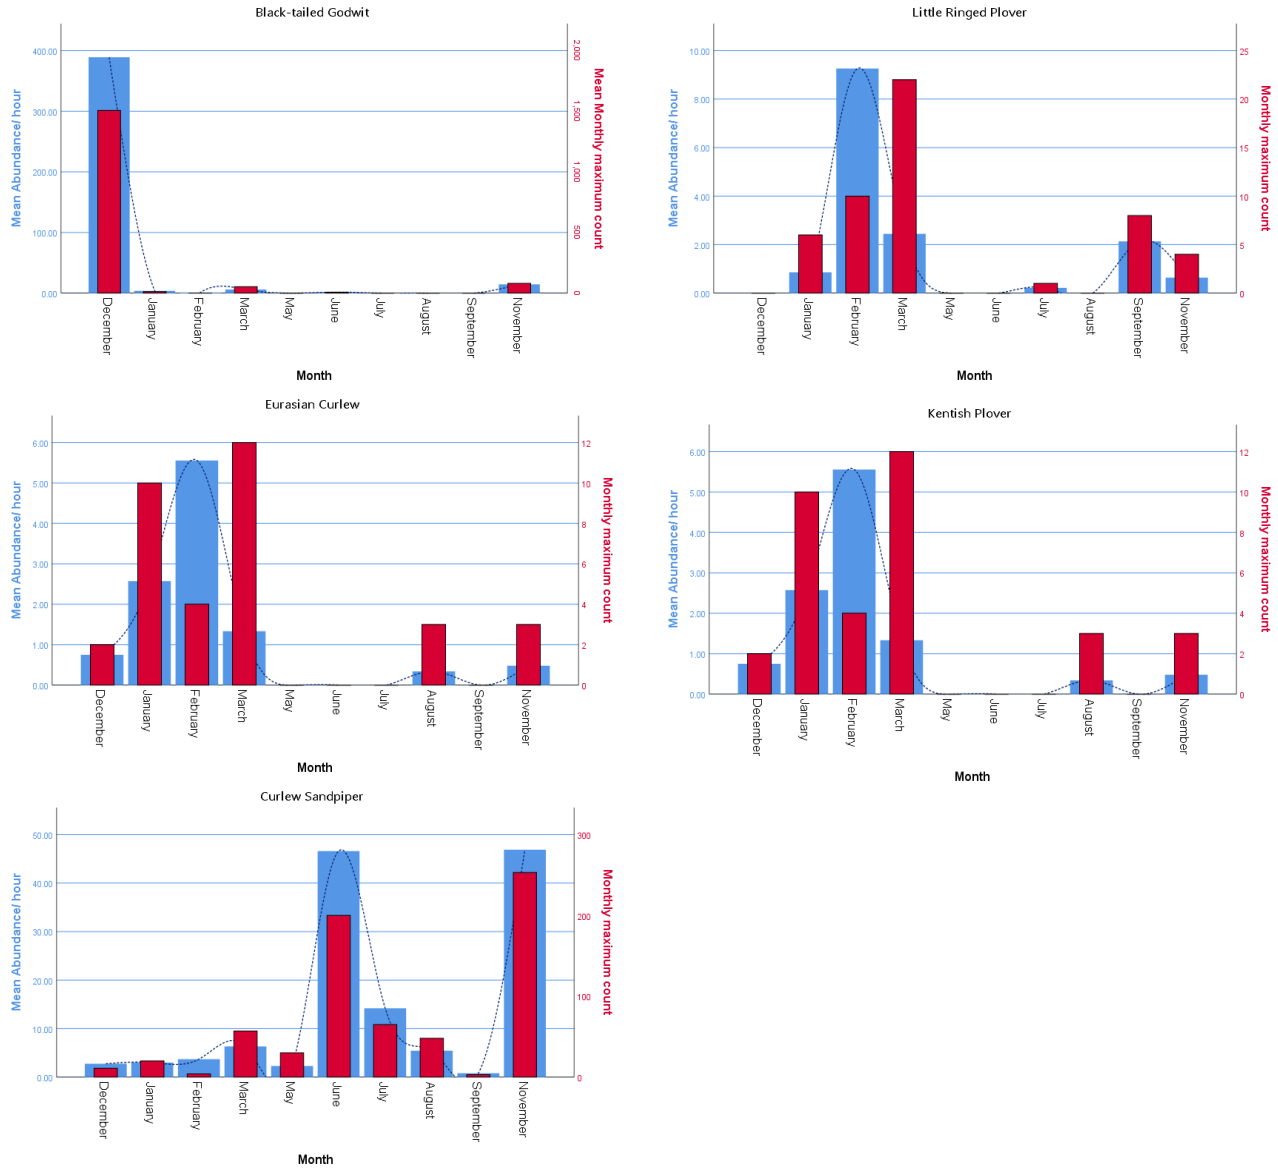 Black-tailed Godwit
Mean Abundance/ hour
400.00
300.00
200.00
100.00
0.00
2,000
1,500
1,000
500
0
Mean Monthly maximum count
December
January
February
March
May
June
July
August
September
November
Month
Little Ringed Plover
Mean Abundance/ hour
10.00
8.00
6.00
4.00
2.00
0.00
25
20
15
10
5
0
Monthly maximum count
December
January
February
March
May
June
July
August
September
November
Month
Eurasian Curlew
Mean Abundance/ hour
6.00
5.00
4.00
3.00
2.00
1.00
0.00
12
10
8
6
4
2
0
Monthly maximum count
December
January
February
March
May
June
July
August
September
November
Month
Kentish Plover
Mean Abundance/ hour
6.00
5.00
4.00
3.00
2.00
1.00
0.00
12
10
8
6
4
2
0
Monthly maximum count
December
January
February
March
May
June
July
August
September
November
Month
Curlew Sandpiper
Mean Abundance/ hour
50.00
40.00
30.00
20.00
10.00
0.00
300
200
100
0
Monthly maximum count
December
January
February
March
May
June
July
August
September
November
Month